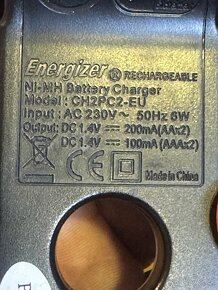 Energizer RECHARGEABLE
Ni-MH Battery Charger
Model : CH2PC2-EU
Input : AC 230V~ 50Hz 6W
Output: DC 1.4V⎓ 200mA(AAx2)
DC 1.4V⎓ 100mA(AAAx2)
CE
Made in China